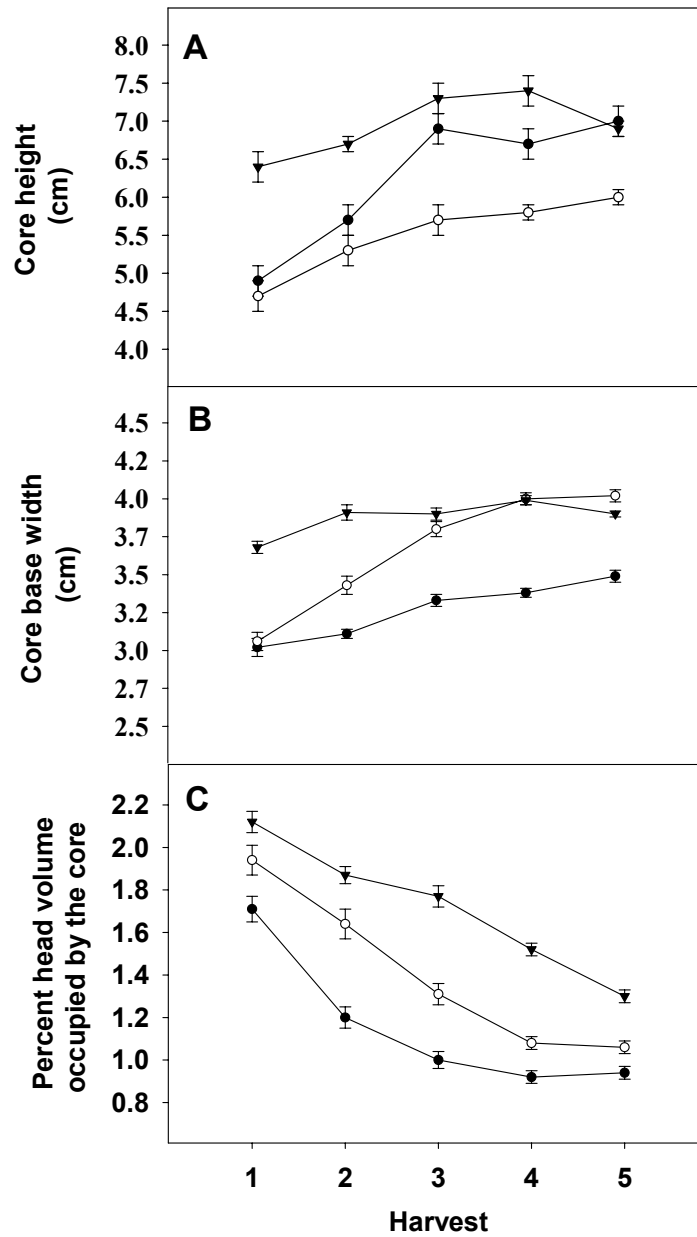 A
8.0
7.5
7.0
6.5
6.0
5.5
5.0
4.5
4.0
Core height
(cm)
B
4.5
4.2
4.0
3.7
3.5
3.2
3.0
2.7
2.5
Core base width
(cm)
C
2.2
2.0
1.8
1.6
1.4
1.2
1.0
0.8
Percent head volume
occupied by the core
1 2 3 4 5
Harvest